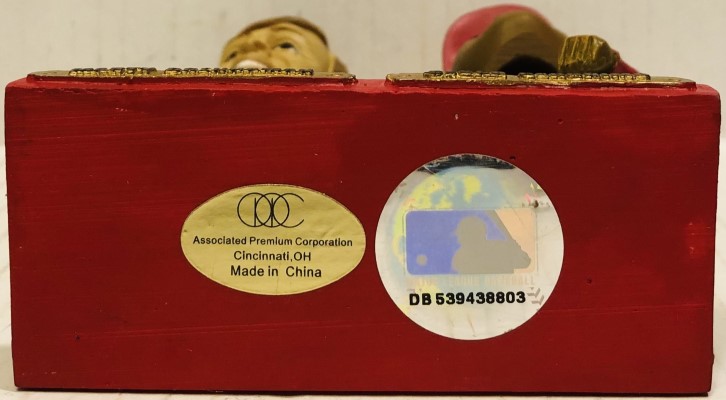 Associated Premium Corporation
Cincinnati,OH
Made in China
DB 539438803